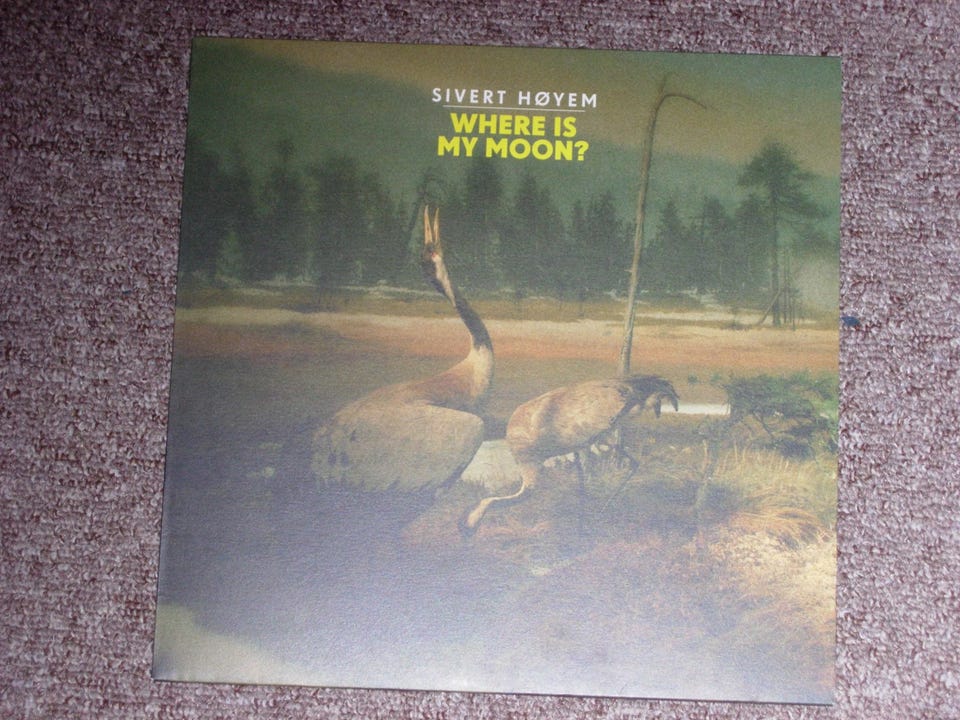 SIVERT HØYEM
WHERE IS
MY MOON?